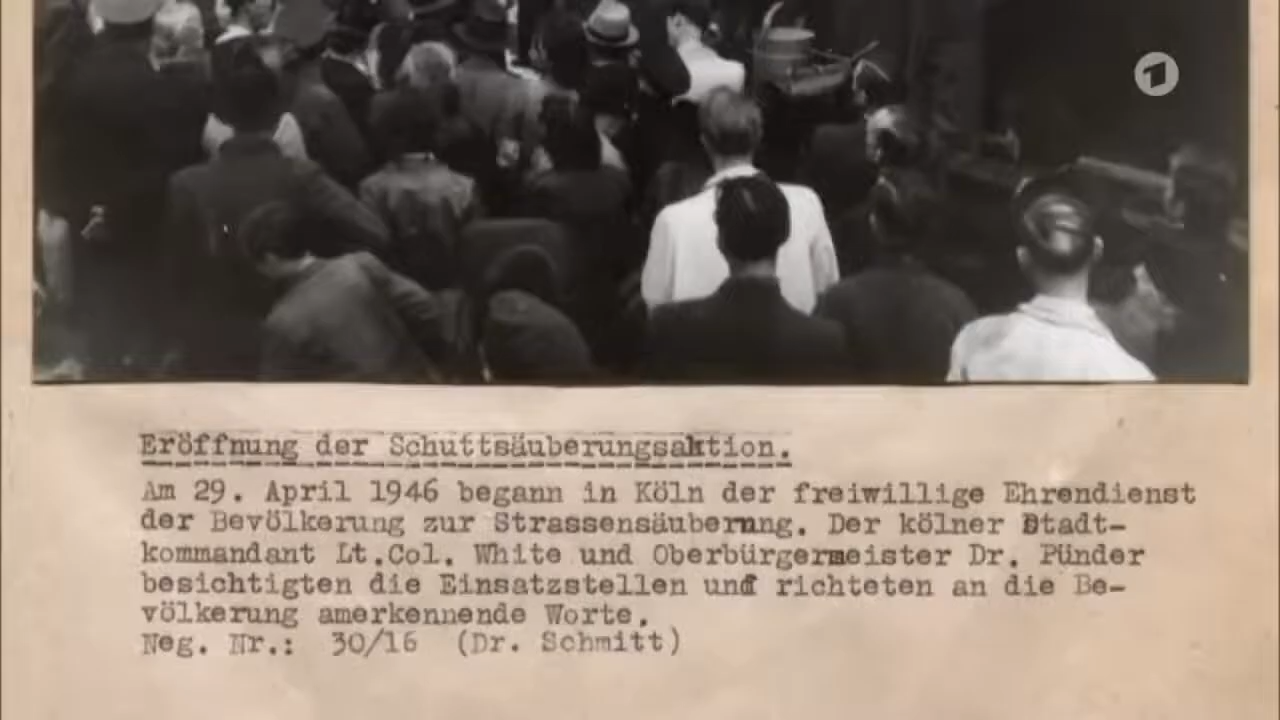 1
Eröffnung der Schuttsäuberungsaktion.
Am 29. April 1946 begann in Köln der freiwillige Ehrendienst
der Bevölkerung zur Strassensäuberung. Der kölner Stadt-
kommandant Lt.Col. White und Oberbürgermeister Dr. Pünder
besichtigten die Einsatzstellen und richteten an die Be-
völkerung amerkennende Worte.
Neg. Nr.: 30/16 (Dr. Schmitt)